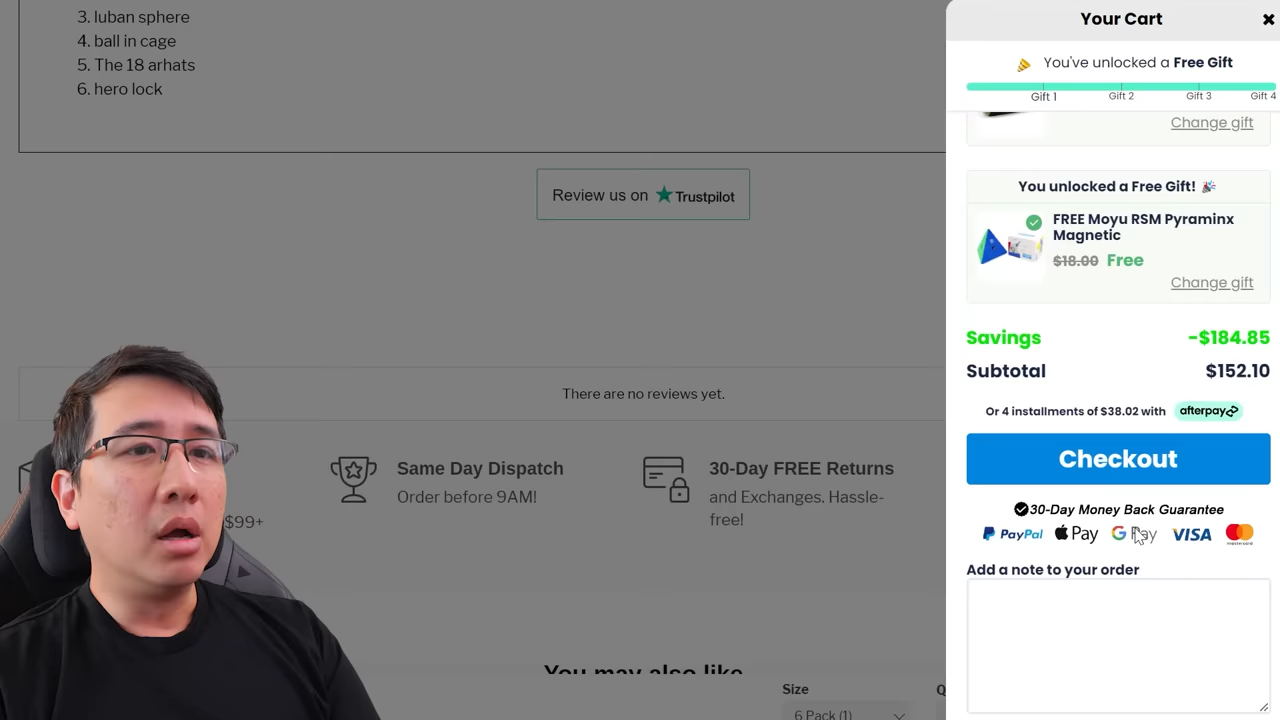 3. luban sphere
4. ball in cage
5. The 18 arhats
6. hero lock
Review us on Trustpilot
There are no reviews yet.
$99+
Same Day Dispatch
Order before 9AM!
30-Day FREE Returns
and Exchanges. Hassle-
free!
You may also like
Size
6 Pack (1)
Your Cart
You've unlocked a Free Gift
Gift 1 Gift 2 Gift 3 Gift 4
Change gift
You unlocked a Free Gift!
FREE Moyu RSM Pyraminx
Magnetic
$18.00 Free
Change gift
Savings -$184.85
Subtotal $152.10
Or 4 installments of $38.02 with afterpay
Checkout
30-Day Money Back Guarantee
PayPal Pay G Pay VISA mastercard
Add a note to your order